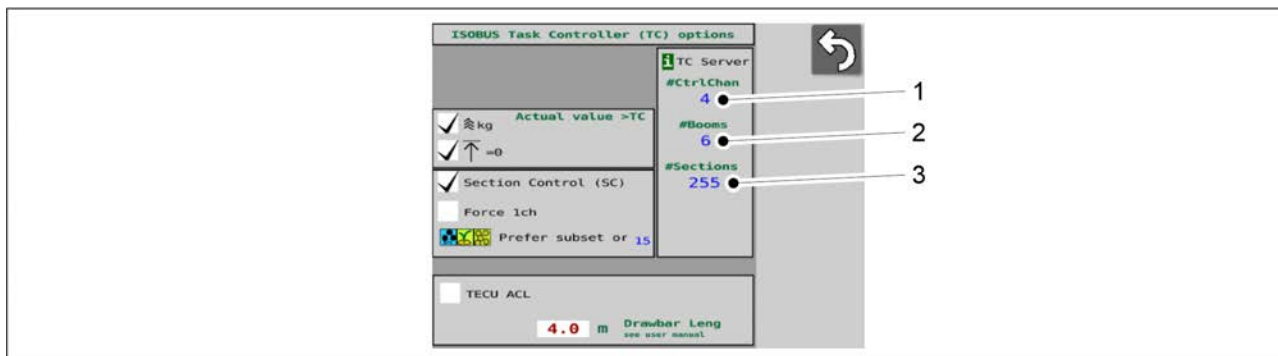 ISOBUS Task Controller (TC) options
i TC Server
#CtrlChan
4
1
#Booms
6
2
#Sections
255
3
Actual value >TC
kg
=0
Section Control (SC)
Force 1ch
Prefer subset or 15
TECU ACL
4.0 m Drawbar Leng
see user manual